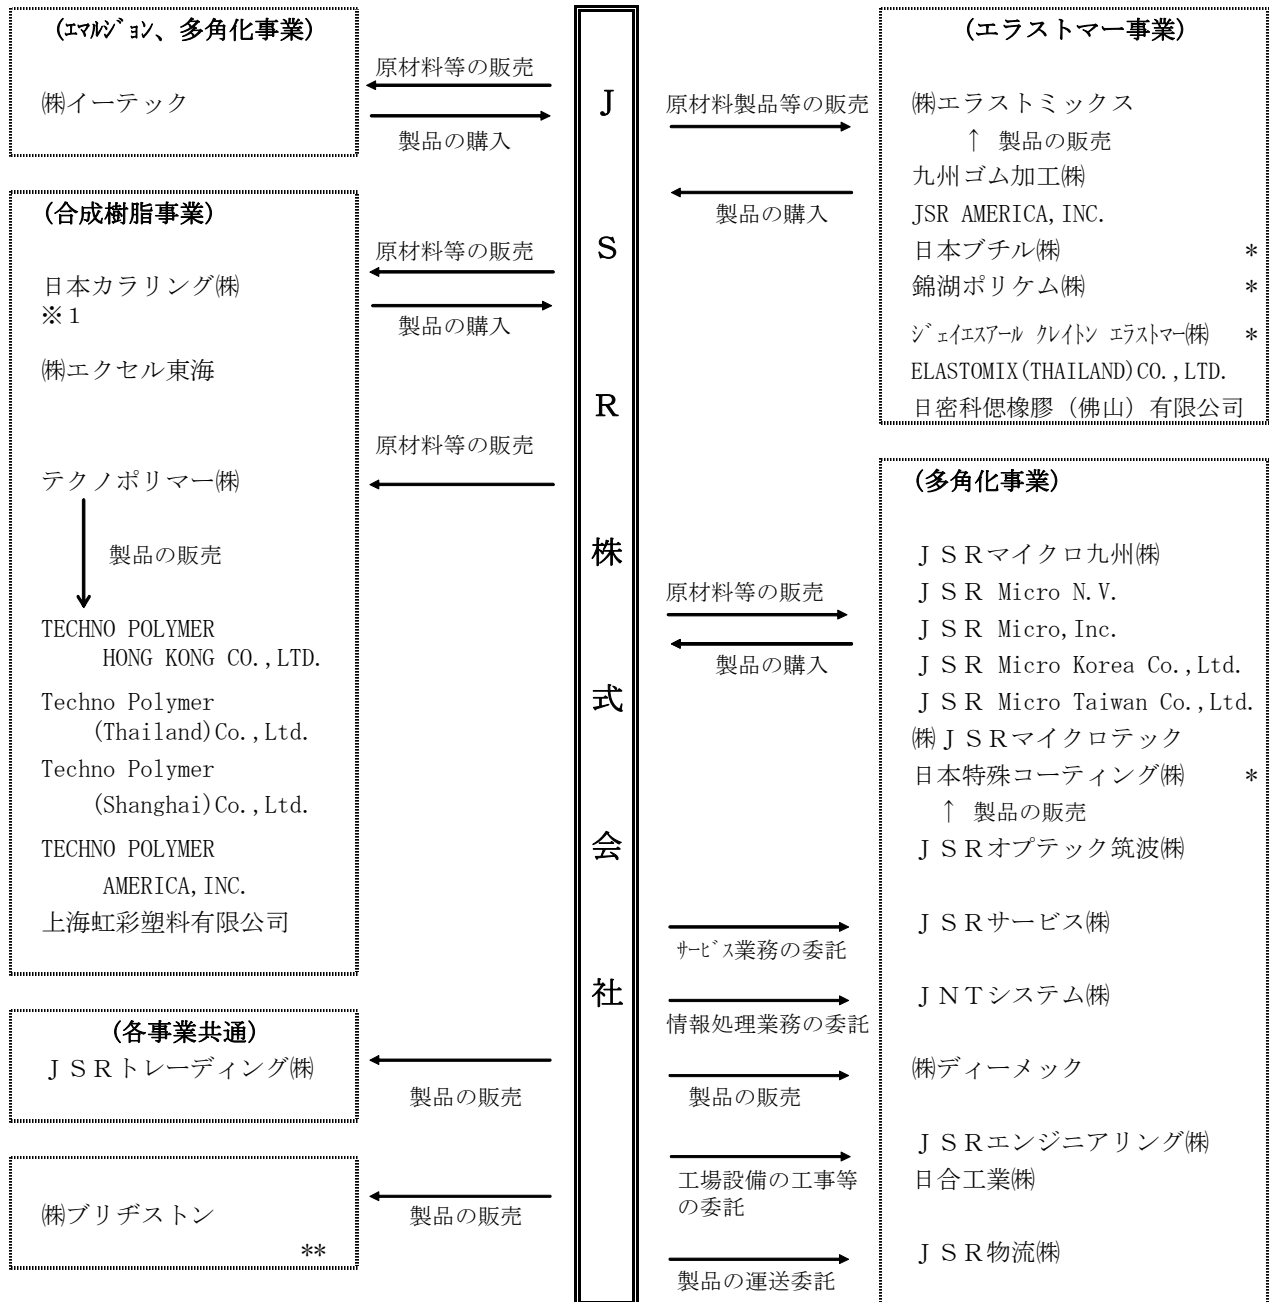 (ｴﾏﾙｼﾞｮﾝ、多角化事業)
㈱イーテック
原材料等の販売
製品の購入
(合成樹脂事業)
日本カラリング㈱
※１
㈱エクセル東海
原材料等の販売
製品の購入
原材料等の販売
テクノポリマー㈱
製品の販売
TECHNO POLYMER
HONG KONG CO.,LTD.
Techno Polymer
(Thailand)Co.,Ltd.
Techno Polymer
(Shanghai)Co.,Ltd.
TECHNO POLYMER
AMERICA,INC.
上海虹彩塑料有限公司
(各事業共通)
ＪＳＲトレーディング㈱
製品の販売
㈱ブリヂストン
**
製品の販売
Ｊ
Ｓ
Ｒ
株
式
会
社
原材料製品等の販売
製品の購入
(エラストマー事業)
㈱エラストミックス
↑ 製品の販売
九州ゴム加工㈱
JSR AMERICA,INC.
日本ブチル㈱ *
錦湖ポリケム㈱ *
ｼﾞｪｲｴｽｱｰﾙ ｸﾚｲﾄﾝ ｴﾗｽﾄﾏｰ㈱ *
ELASTOMIX(THAILAND)CO.,LTD.
日密科偲橡膠（佛山）有限公司
(多角化事業)
原材料等の販売
製品の購入
ＪＳＲマイクロ九州㈱
ＪＳＲ Micro N.V.
ＪＳＲ Micro,Inc.
ＪＳＲ Micro Korea Co.,Ltd.
ＪＳＲ Micro Taiwan Co.,Ltd.
㈱ＪＳＲマイクロテック
日本特殊コーティング㈱ *
↑ 製品の販売
ＪＳＲオプテック筑波㈱
ＪＳＲサービス㈱
ｻｰﾋﾞｽ業務の委託
ＪＮＴシステム㈱
情報処理業務の委託
㈱ディーメック
製品の販売
ＪＳＲエンジニアリング㈱
日合工業㈱
工場設備の工事等
の委託
ＪＳＲ物流㈱
製品の運送委託